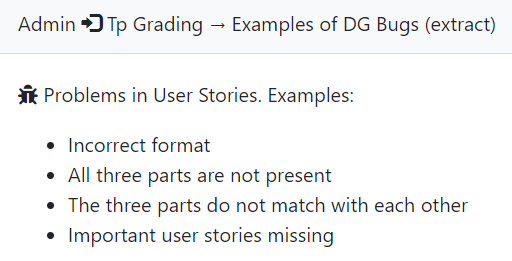 Admin Tp Grading → Examples of DG Bugs (extract)
Problems in User Stories. Examples:
• Incorrect format
• All three parts are not present
• The three parts do not match with each other
• Important user stories missing